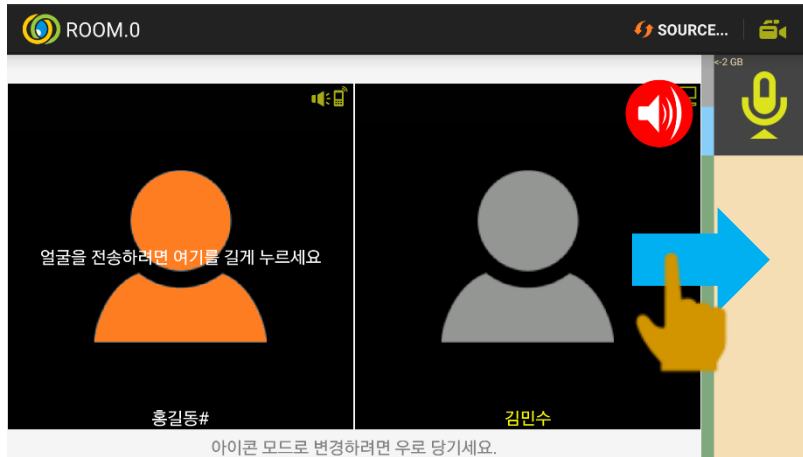 ROOM.0
SOURCE...
<-2 GB
얼굴을 전송하려면 여기를 길게 누르세요
홍길동#
김민수
아이콘 모드로 변경하려면 우로 당기세요.